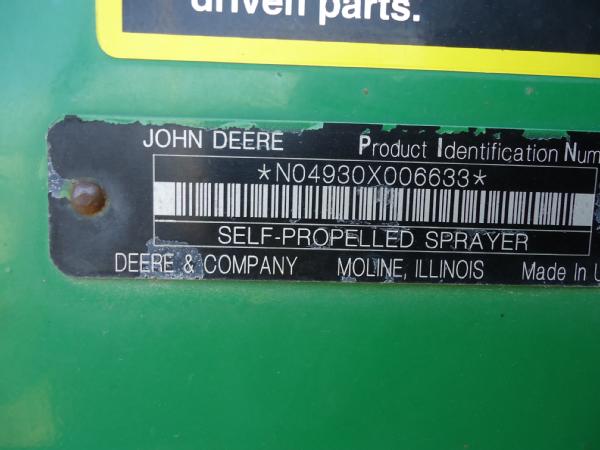 driven parts.
JOHN DEERE Product Identification Num
*N04930X006633*
SELF-PROPELLED SPRAYER
DEERE & COMPANY MOLINE, ILLINOIS Made In U